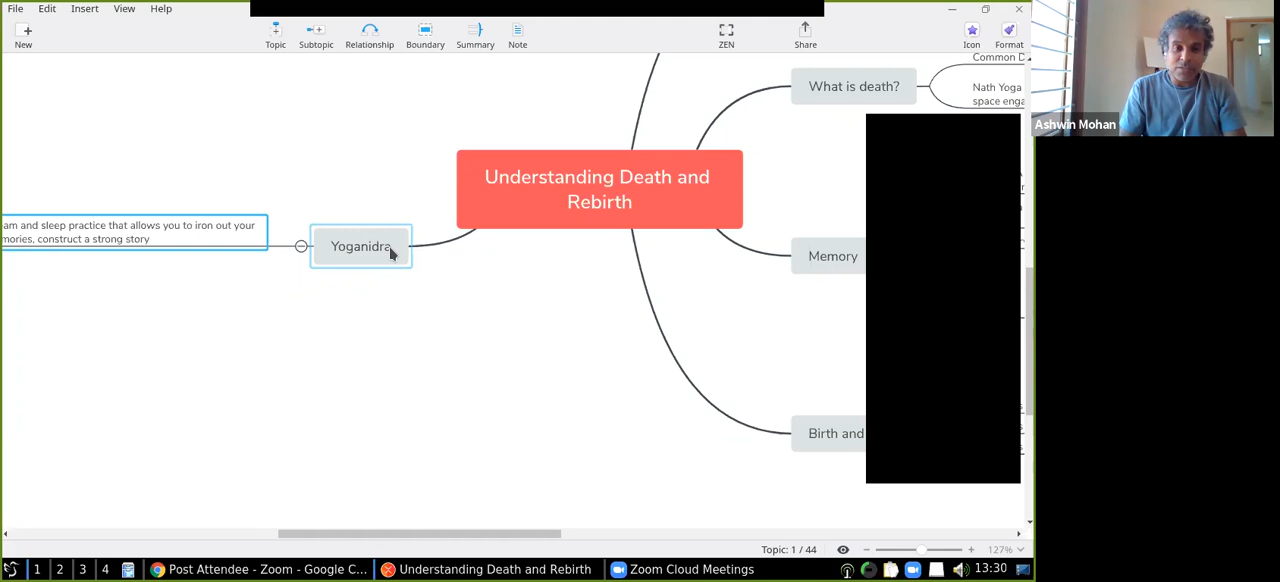 File Edit Insert View Help
New Topic Subtopic Relationship Boundary Summary Note ZEN Share Icon Format
Common D
What is death?
Nath Yoga
space enga
Ashwin Mohan
Understanding Death and
Rebirth
am and sleep practice that allows you to iron out your
mories, construct a strong story
Yoganidra
Memory
Birth and
Topic: 1 / 44 127%
1 2 3 4 Post Attendee - Zoom - Google C... Understanding Death and Rebirth Zoom Cloud Meetings 13:30